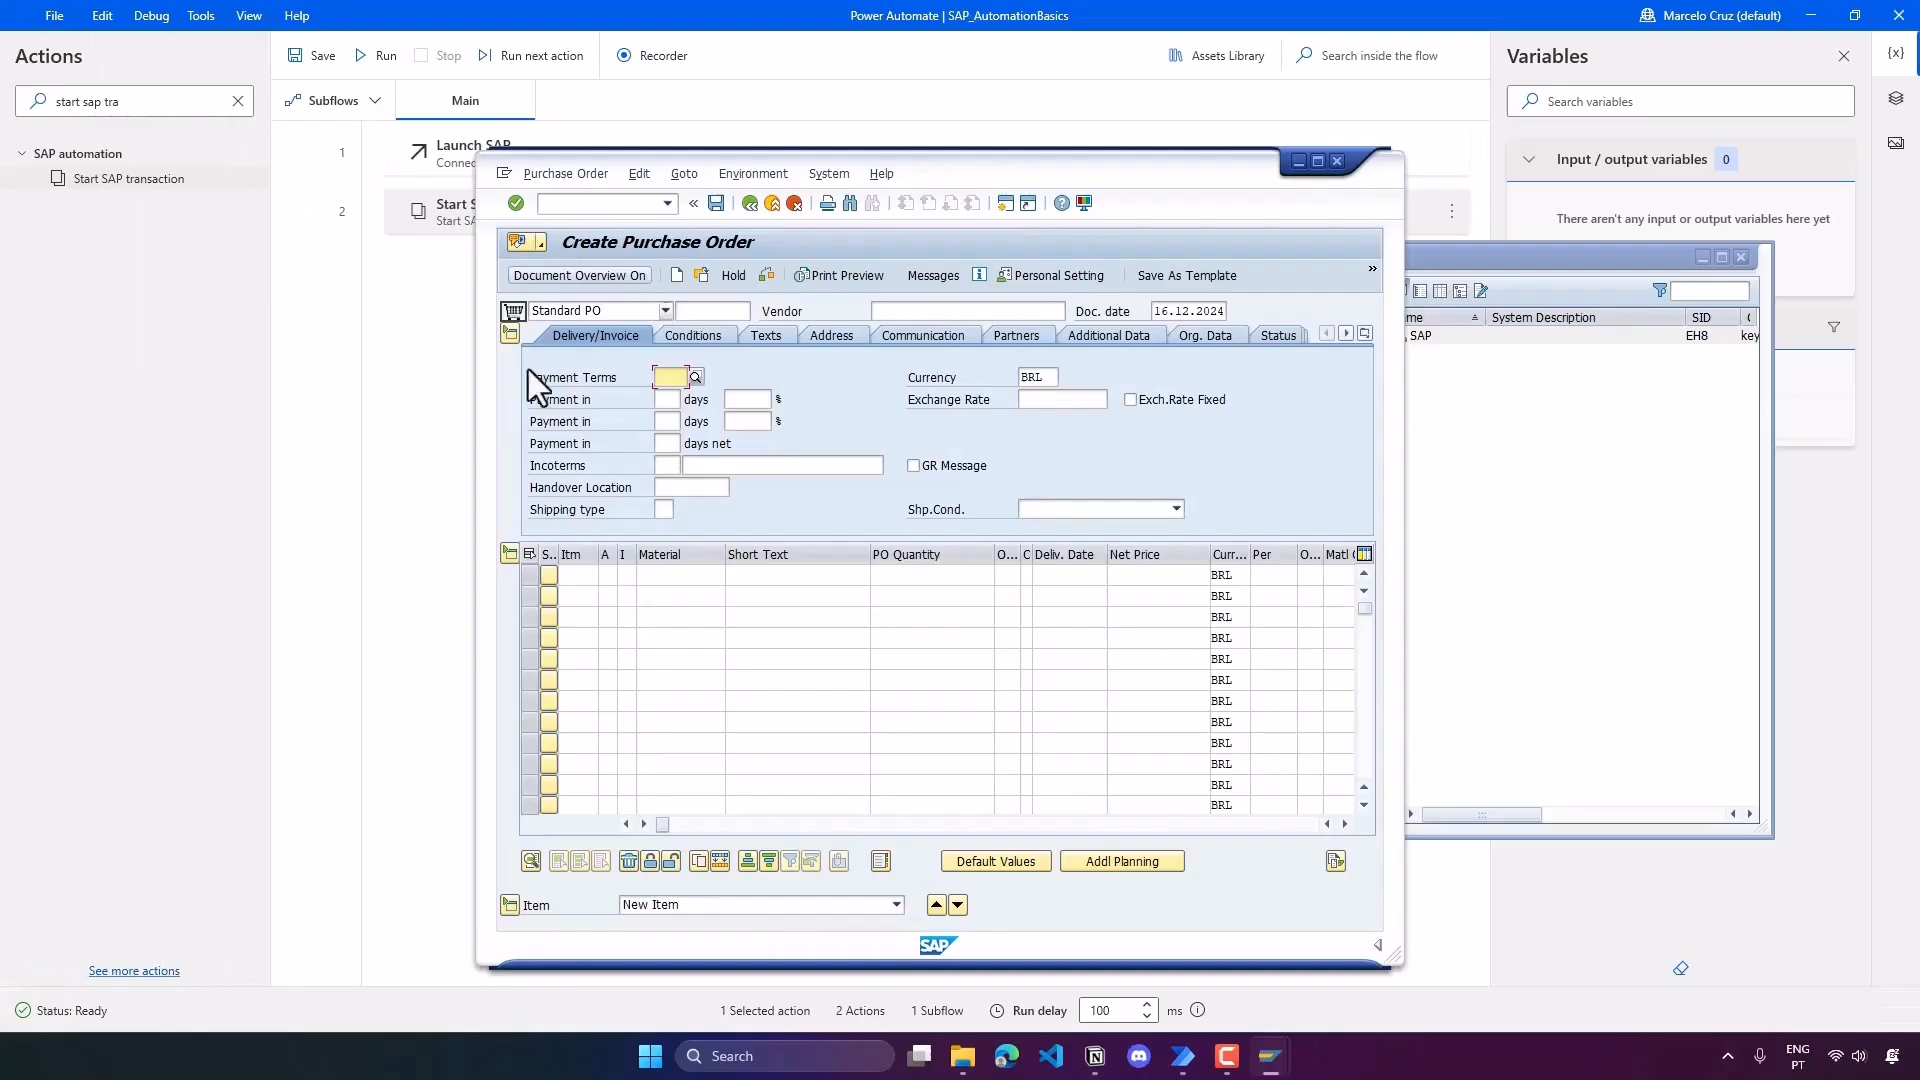 File Edit Debug Tools View Help
Power Automate | SAP_AutomationBasics
Marcelo Cruz (default)
Actions
start sap tra
SAP automation
Start SAP transaction
See more actions
Save Run Stop Run next action Recorder
Assets Library Search inside the flow
Subflows Main
1 Launch SAP
Connec
2 Start S
Start SA
Purchase Order Edit Goto Environment System Help
Create Purchase Order
Document Overview On Hold Print Preview Messages Personal Setting Save As Template
Standard PO Vendor Doc. date 16.12.2024
Delivery/Invoice Conditions Texts Address Communication Partners Additional Data Org. Data Status
Payment Terms Currency BRL
Payment in days % Exchange Rate Exch.Rate Fixed
Payment in days %
Payment in days net
Incoterms GR Message
Handover Location
Shipping type Shp.Cond.
S.. Itm A I Material Short Text PO Quantity O... C Deliv. Date Net Price Curr... Per O... Matl
BRL
BRL
BRL
BRL
BRL
BRL
BRL
BRL
BRL
BRL
BRL
BRL
Default Values Addl Planning
Item New Item
SAP
Variables
{x}
Search variables
Input / output variables 0
There aren't any input or output variables here yet
me System Description SID
SAP EH8 key
Status: Ready
1 Selected action 2 Actions 1 Subflow Run delay 100 ms
Search
ENG
PT